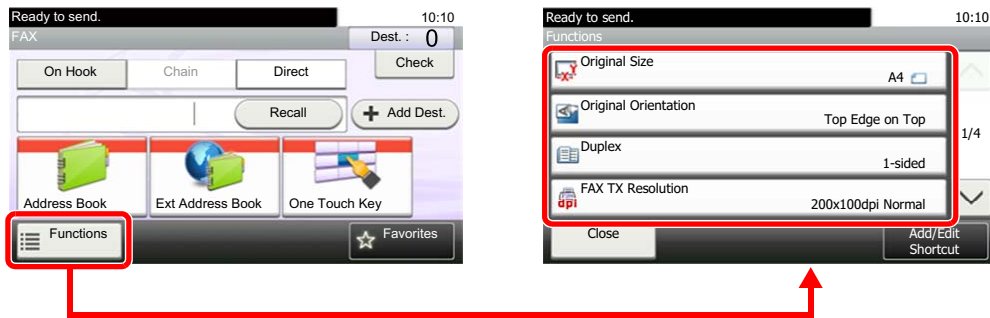 Ready to send.
10:10
FAX
Dest. : 0
On Hook
Chain
Direct
Check
Recall
Add Dest.
Address Book
Ext Address Book
One Touch Key
Functions
Favorites
Ready to send.
10:10
Functions
Original Size
A4
Original Orientation
Top Edge on Top
1/4
Duplex
1-sided
FAX TX Resolution
dpi
200x100dpi Normal
Close
Add/Edit
Shortcut